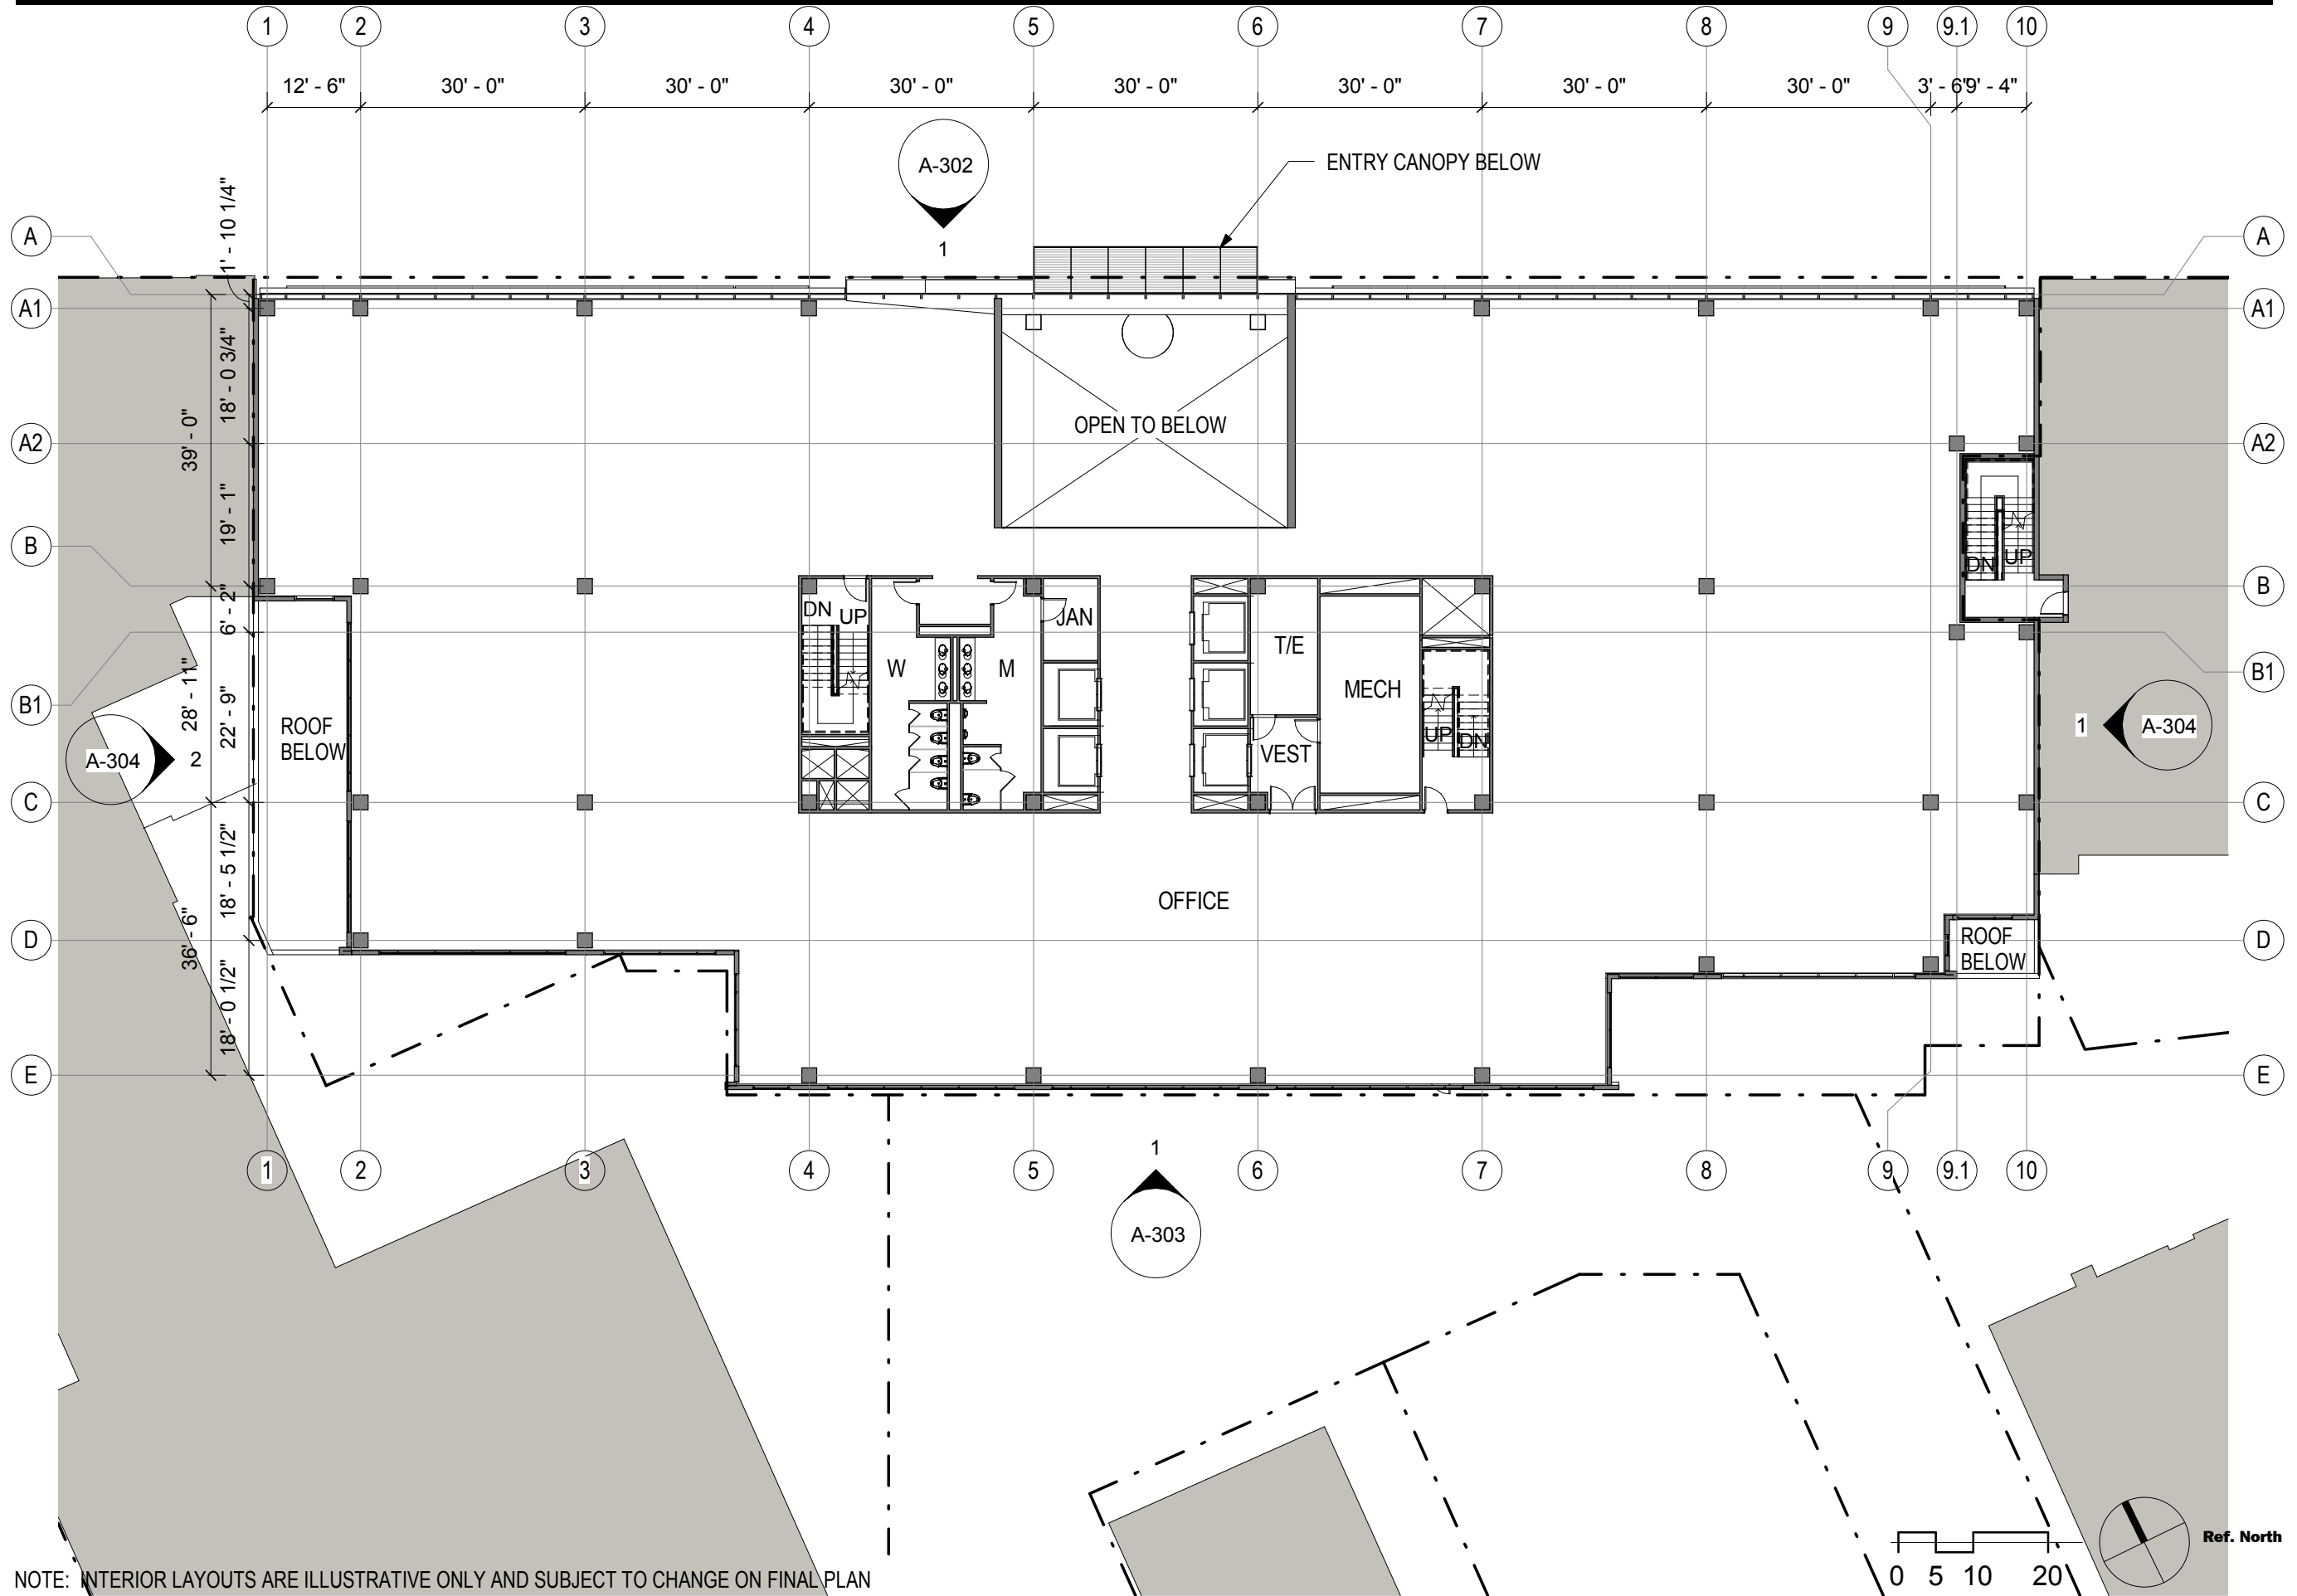 1 2 3 4 5 6 7 8 9 9.1 10
12' - 6" 30' - 0" 30' - 0" 30' - 0" 30' - 0" 30' - 0" 30' - 0" 30' - 0" 3' - 6" 9' - 4"
A-302
1
ENTRY CANOPY BELOW
1' - 10 1/4"
A A
A1 A1
18' - 0 3/4"
39' - 0"
OPEN TO BELOW
A2 A2
19' - 1"
B B
DN UP
6' - 2"
DN UP
JAN
W M
T/E
MECH
VEST
UP DN
B1 B1
28' - 11"
22' - 9"
ROOF
BELOW
A-304
2
1
A-304
C C
18' - 5 1/2"
36' - 6"
OFFICE
D D
ROOF
BELOW
18' - 0 1/2"
E E
1 2 3 4 5 6 7 8 9 9.1 10
1
A-303
Ref. North
0 5 10 20
NOTE: INTERIOR LAYOUTS ARE ILLUSTRATIVE ONLY AND SUBJECT TO CHANGE ON FINAL PLAN